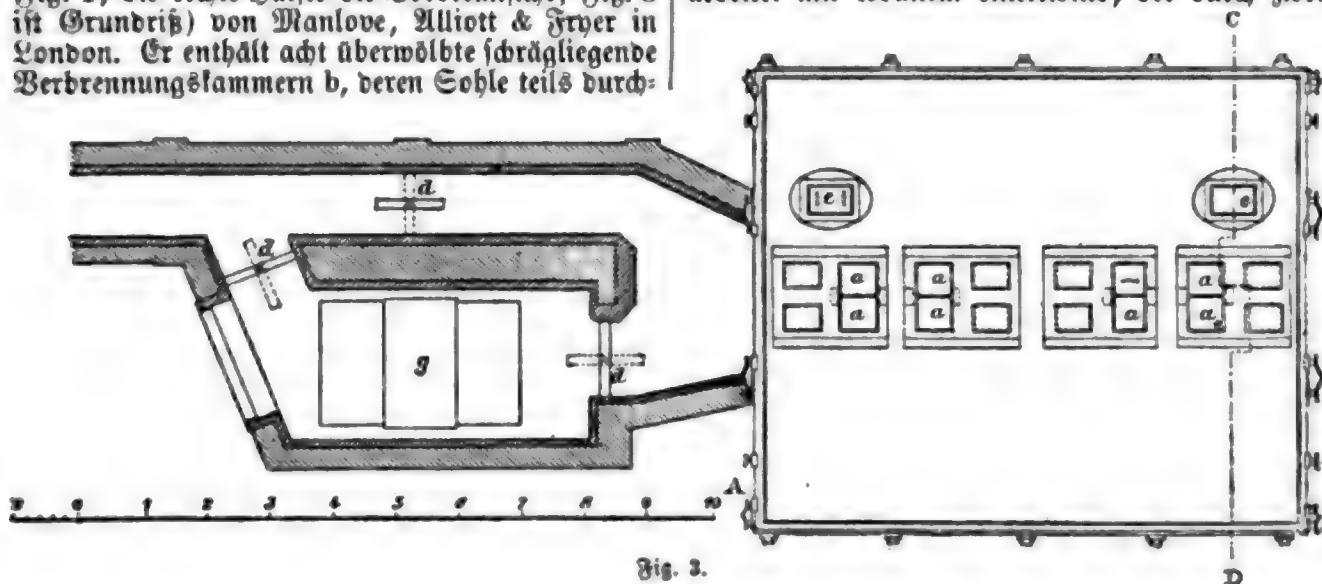 ist Grundriß) von Manlove, Alliott & Fryer in
London. Er enthält acht überwölbte schrägliegende
Verbrennungskammern b, deren Sohle teils durch-
C
d
e
e
d
a
a
a
a
a
a
a
g
d
0
1
2
3
4
5
6
7
8
9
10
A
Fig. 3.
D